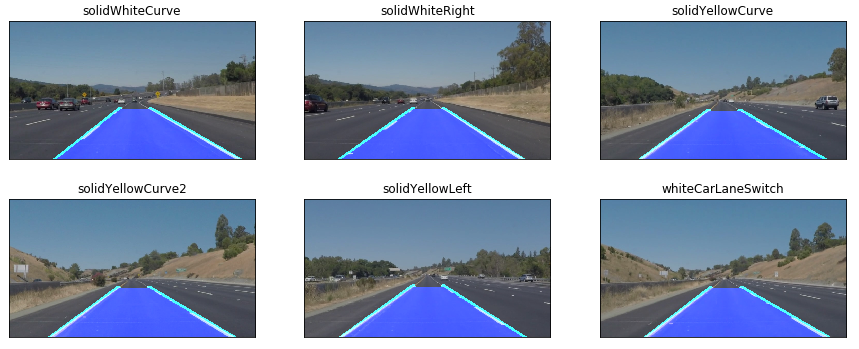 solidWhiteCurve
solidWhiteRight
solidYellowCurve
solidYellowCurve2
solidYellowLeft
whiteCarLaneSwitch